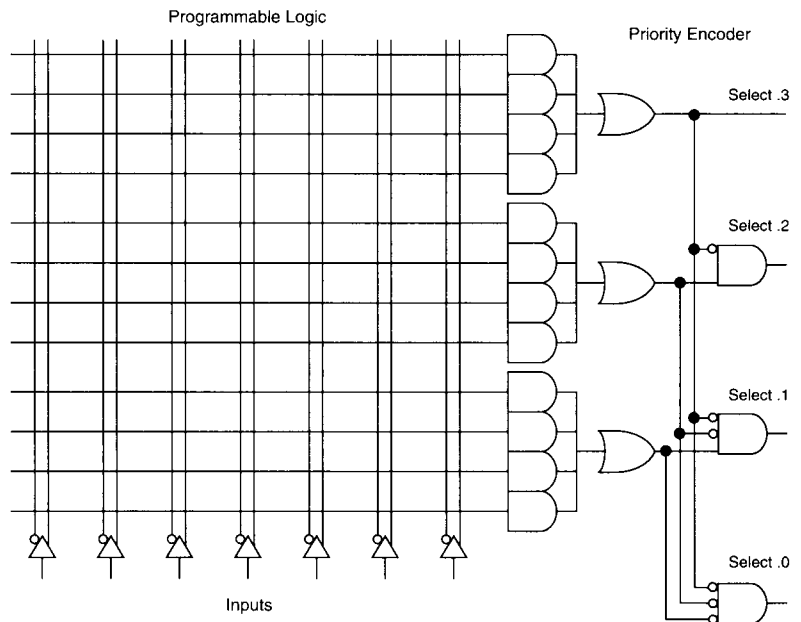 Programmable Logic
Priority Encoder
Select .3
Select .2
Select .1
Select .0
Inputs